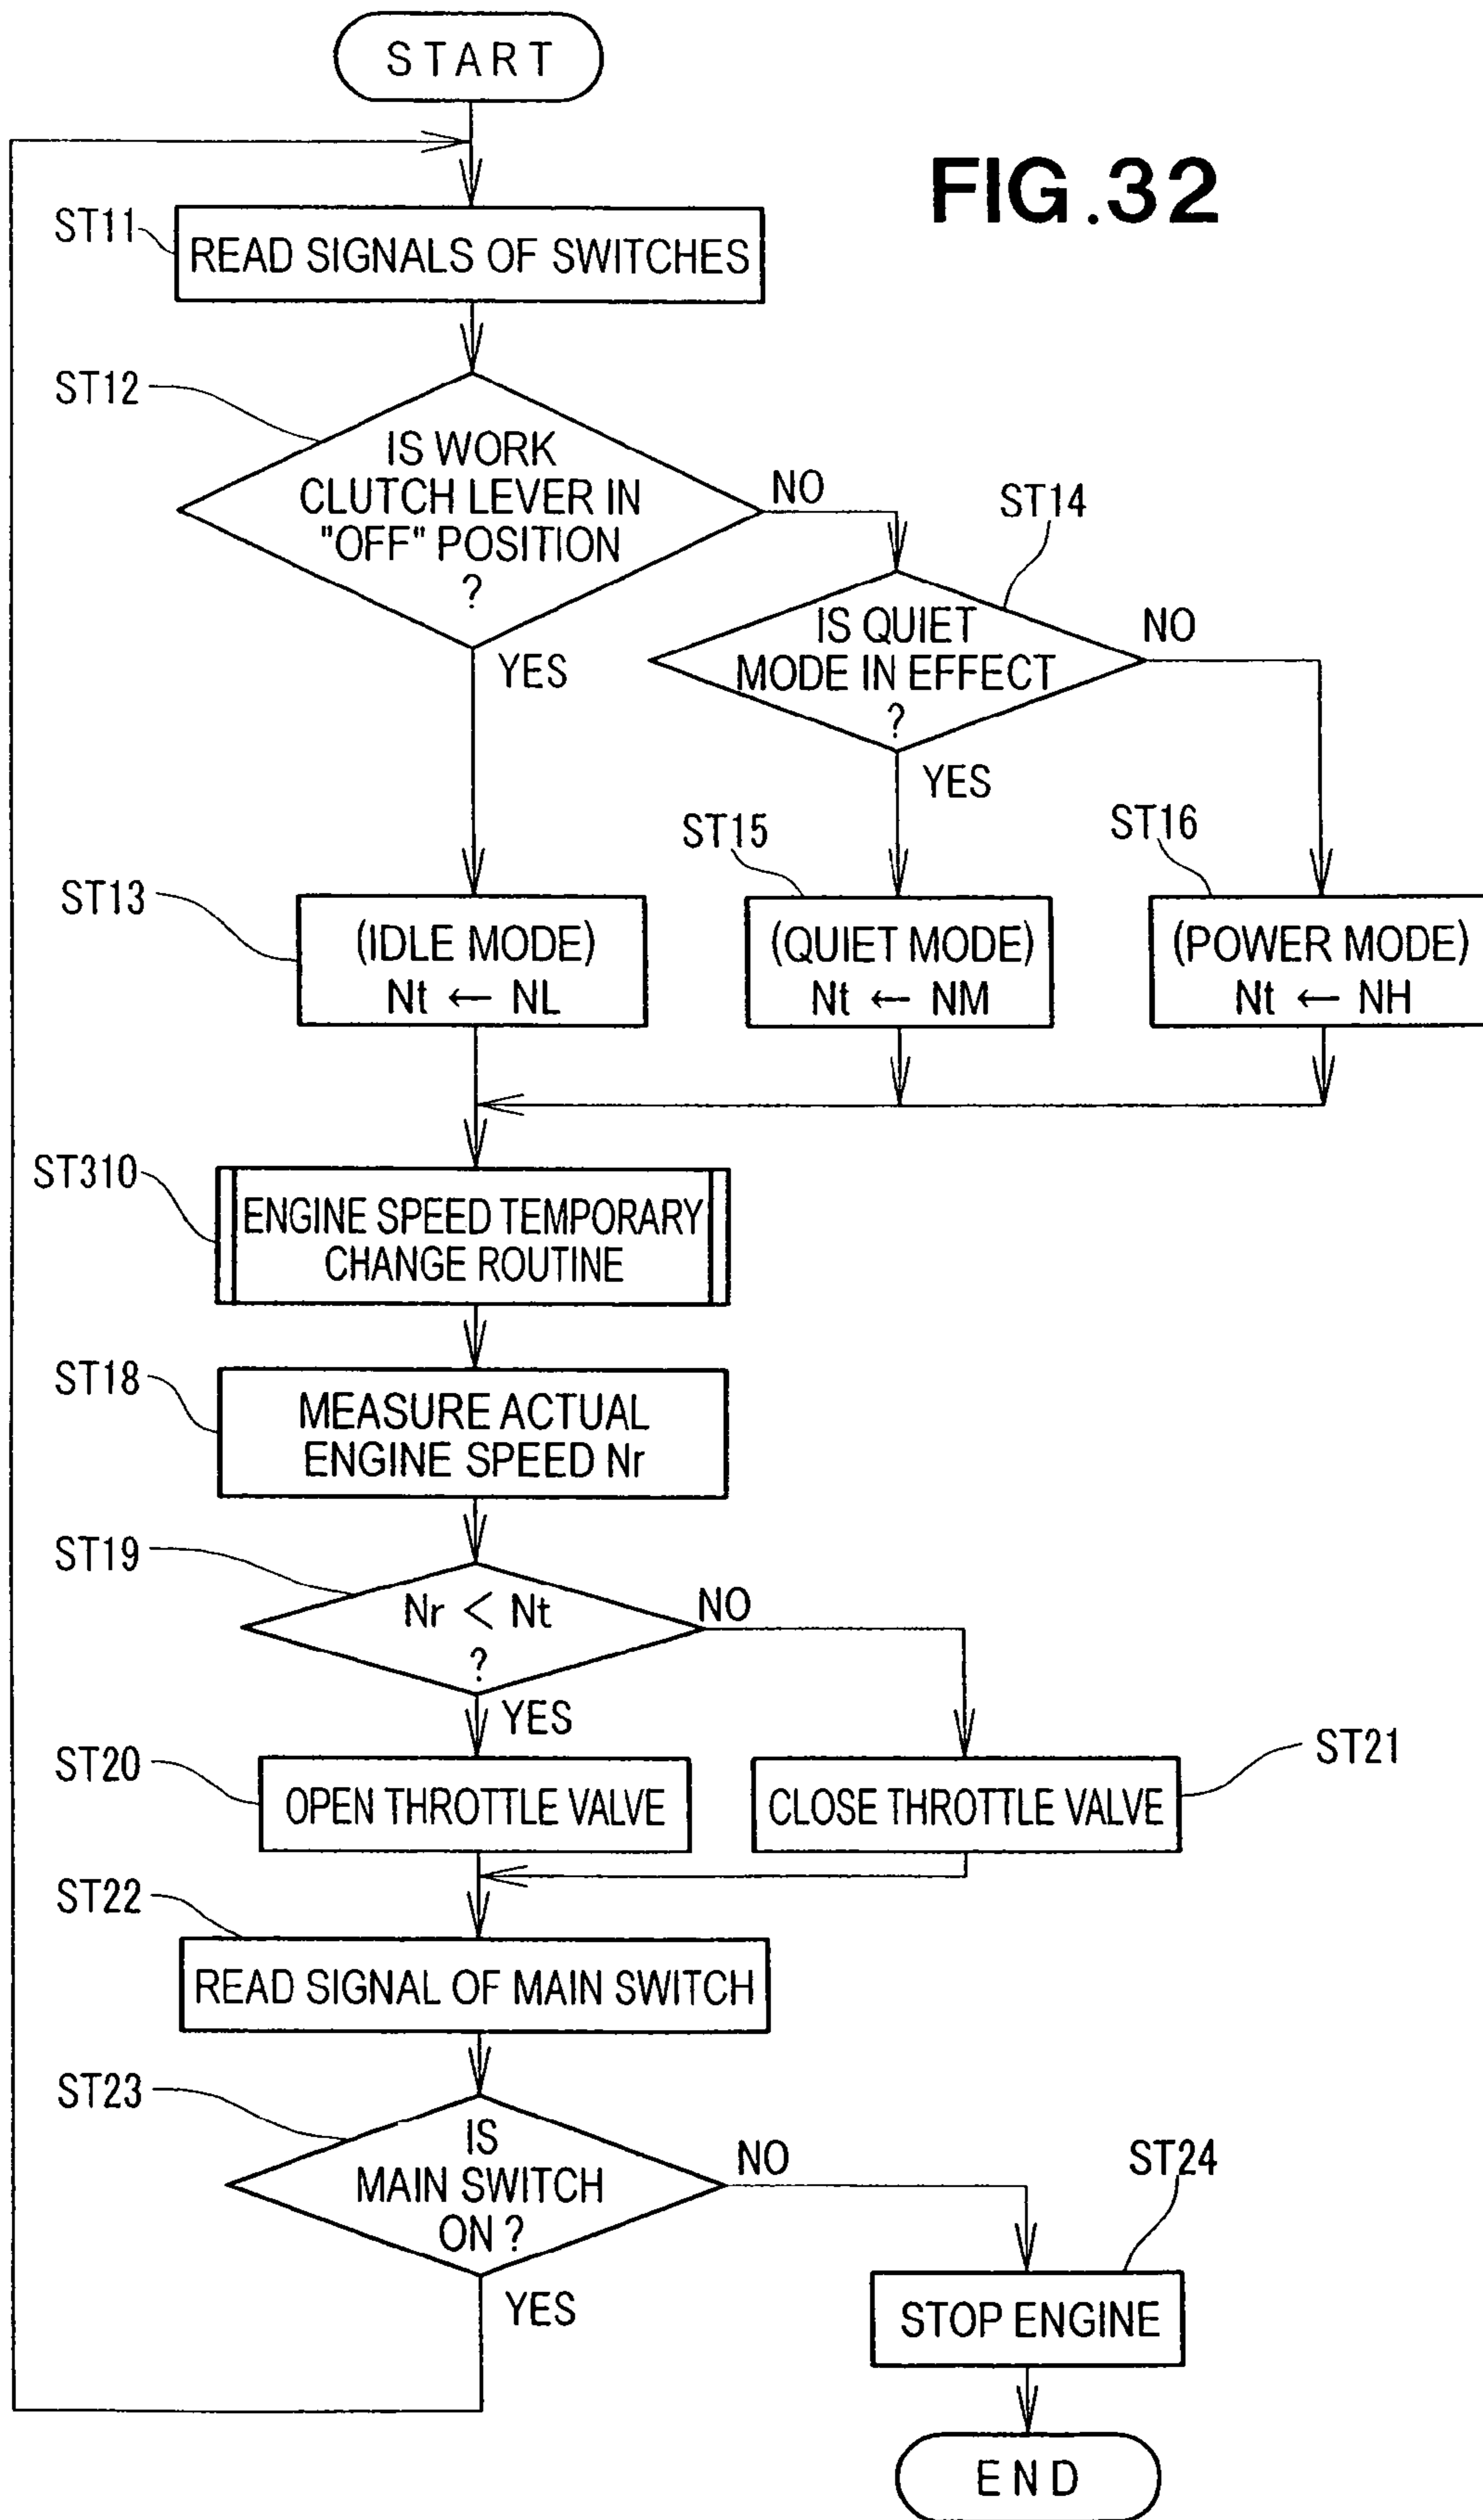 START
FIG.32
ST11
READ SIGNALS OF SWITCHES
ST12
IS WORK
CLUTCH LEVER IN
"OFF" POSITION
?
NO
ST14
YES
IS QUIET
MODE IN EFFECT
?
NO
YES
ST13
(IDLE MODE)
Nt ← NL
ST15
(QUIET MODE)
Nt ← NM
ST16
(POWER MODE)
Nt ← NH
ST310
ENGINE SPEED TEMPORARY
CHANGE ROUTINE
ST18
MEASURE ACTUAL
ENGINE SPEED Nr
ST19
Nr < Nt
?
NO
YES
ST20
OPEN THROTTLE VALVE
CLOSE THROTTLE VALVE
ST21
ST22
READ SIGNAL OF MAIN SWITCH
ST23
IS
MAIN SWITCH
ON ?
NO
ST24
YES
STOP ENGINE
END